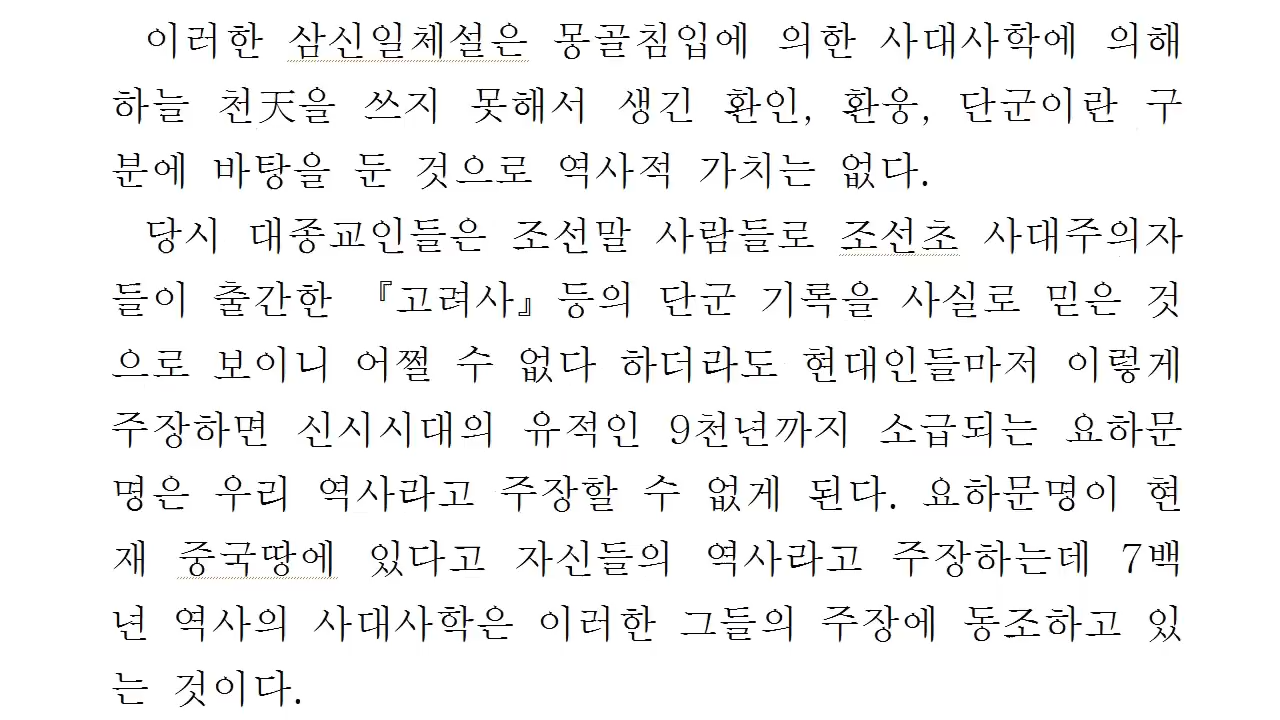 이러한 삼신일체설은 몽골침입에 의한 사대사학에 의해
하늘 천天을 쓰지 못해서 생긴 환인, 환웅, 단군이란 구
분에 바탕을 둔 것으로 역사적 가치는 없다.
당시 대종교인들은 조선말 사람들로 조선초 사대주의자
들이 출간한 『고려사』등의 단군 기록을 사실로 믿은 것
으로 보이니 어쩔 수 없다 하더라도 현대인들마저 이렇게
주장하면 신시시대의 유적인 9천년까지 소급되는 요하문
명은 우리 역사라고 주장할 수 없게 된다. 요하문명이 현
재 중국땅에 있다고 자신들의 역사라고 주장하는데 7백
년 역사의 사대사학은 이러한 그들의 주장에 동조하고 있
는 것이다.